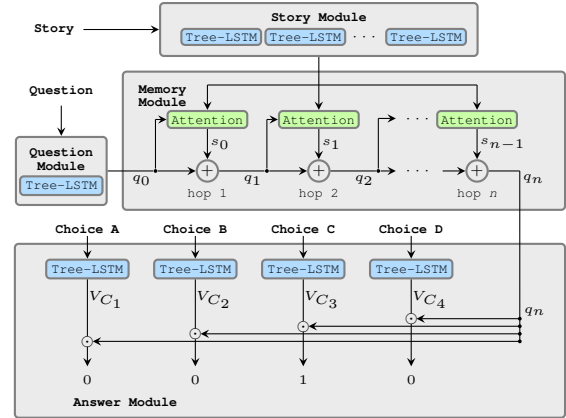 Story Module
Story
Tree-LSTM Tree-LSTM · · · Tree-LSTM
Question
Memory
Module
Attention Attention · · · Attention
s0 s1 sn−1
Question
Module
Tree-LSTM
q0 + q1 + q2 · · · + qn
hop 1 hop 2 hop n
Choice A Choice B Choice C Choice D
Tree-LSTM Tree-LSTM Tree-LSTM Tree-LSTM
VC1 VC2 VC3 VC4
qn
0 0 1 0
Answer Module